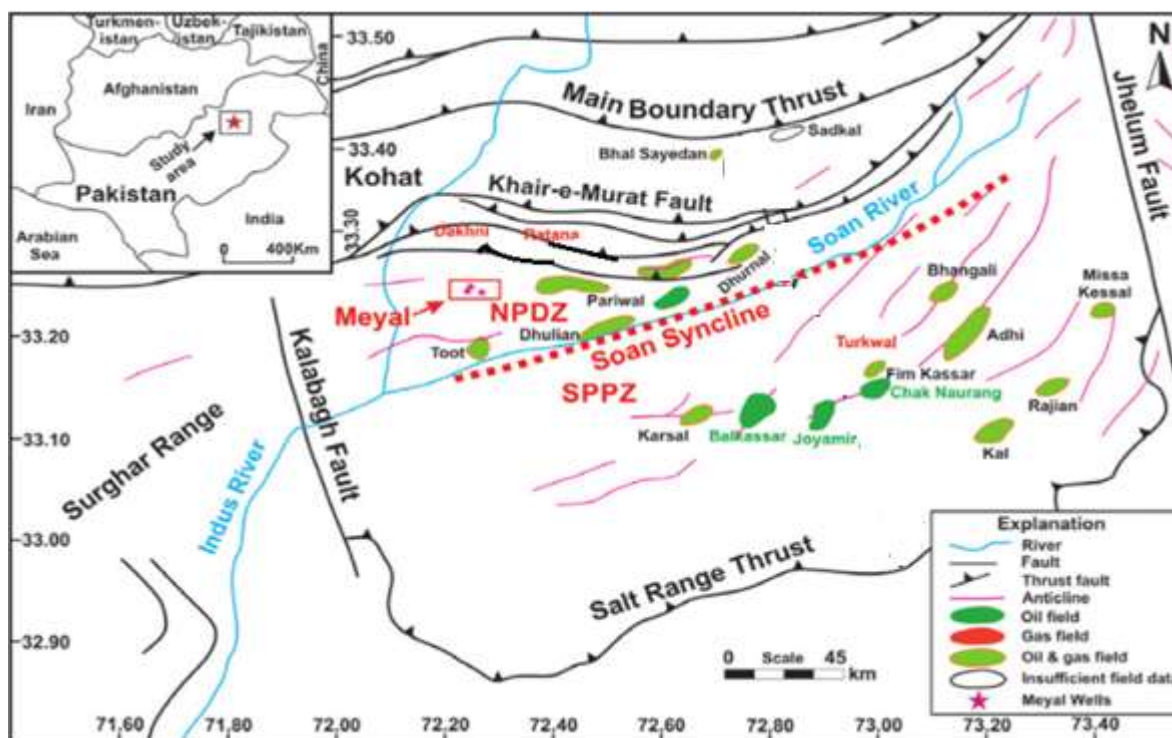 Turkmen-
istan
Uzbek-
istan
Tajikistan
China
Afghanistan
Iran
Study
area
Pakistan
India
Arabian
Sea
0 400Km
33.50
33.40
33.30
33.20
33.10
33.00
32.90
N
Main Boundary Thrust
Sadkal
Bhal Sayedan
Kohat
Khair-e-Murat Fault
Jhelum Fault
Dakhni
Ratana
Soan River
Dhurnal
Bhangali
Missa
Kessal
Meyal
NPDZ
Pariwal
Dhulian
Soan Syncline
Toot
Turkwal
Adhi
Fim Kassar
Chak Naurang
SPPZ
Rajian
Karsal
Balkassar
Joyamir
Kal
Kalabagh Fault
Surghar Range
Indus River
Salt Range Thrust
0 Scale 45
km
Explanation
River
Fault
Thrust fault
Anticline
Oil field
Gas field
Oil & gas field
Insufficient field data
Meyal Wells
71,60 71,80 72,00 72,20 72,40 72,60 72,80 73,00 73,20 73,40